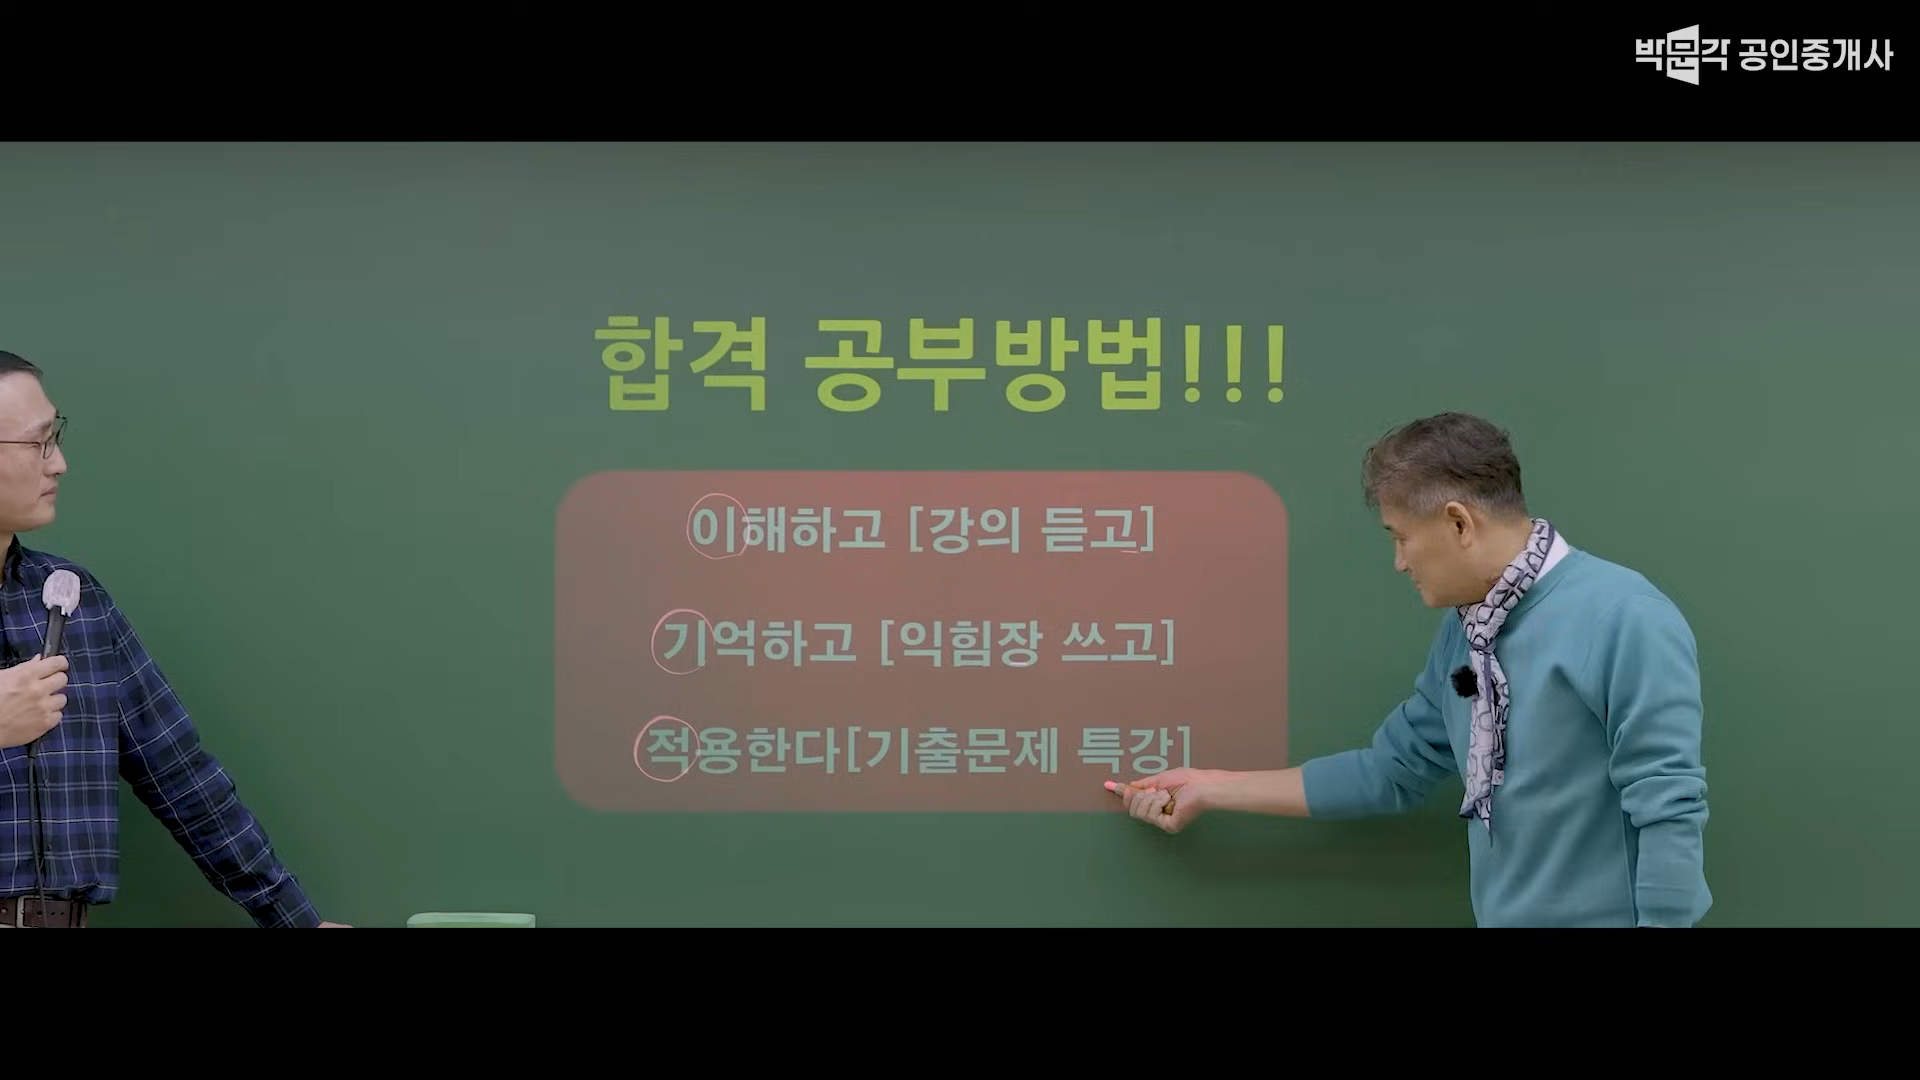 박문각 공인중개사
합격 공부방법!!!
이해하고 [강의 듣고]
기억하고 [익힘장 쓰고]
적용한다[기출문제 특강]